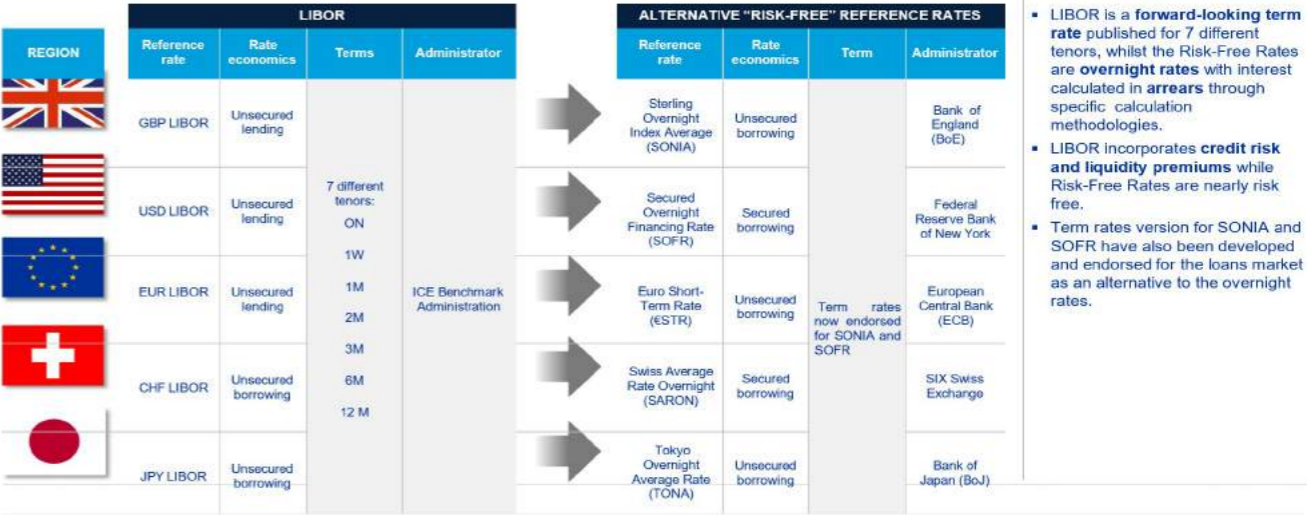 LIBOR
ALTERNATIVE “RISK-FREE” REFERENCE RATES
REGION
Reference
rate
Rate
economics
Terms
Administrator
Reference
rate
Rate
economics
Term
Administrator
GBP LIBOR
Unsecured
lending
Sterling
Overnight
Index Average
(SONIA)
Unsecured
borrowing
Bank of
England
(BoE)
USD LIBOR
Unsecured
lending
Secured
Overnight
Financing Rate
(SOFR)
Secured
borrowing
Federal
Reserve Bank
of New York
EUR LIBOR
Unsecured
lending
Euro Short-
Term Rate
(€STR)
Unsecured
borrowing
European
Central Bank
(ECB)
CHF LIBOR
Unsecured
borrowing
Swiss Average
Rate Overnight
(SARON)
Secured
borrowing
SIX Swiss
Exchange
JPY LIBOR
Unsecured
borrowing
Tokyo
Overnight
Average Rate
(TONA)
Unsecured
borrowing
Bank of
Japan (BoJ)
7 different
tenors:
ON
1W
1M
2M
3M
6M
12 M
ICE Benchmark
Administration
Term rates
now endorsed
for SONIA and
SOFR
▪ LIBOR is a forward-looking term
rate published for 7 different
tenors, whilst the Risk-Free Rates
are overnight rates with interest
calculated in arrears through
specific calculation
methodologies.
▪ LIBOR incorporates credit risk
and liquidity premiums while
Risk-Free Rates are nearly risk
free.
▪ Term rates version for SONIA and
SOFR have also been developed
and endorsed for the loans market
as an alternative to the overnight
rates.